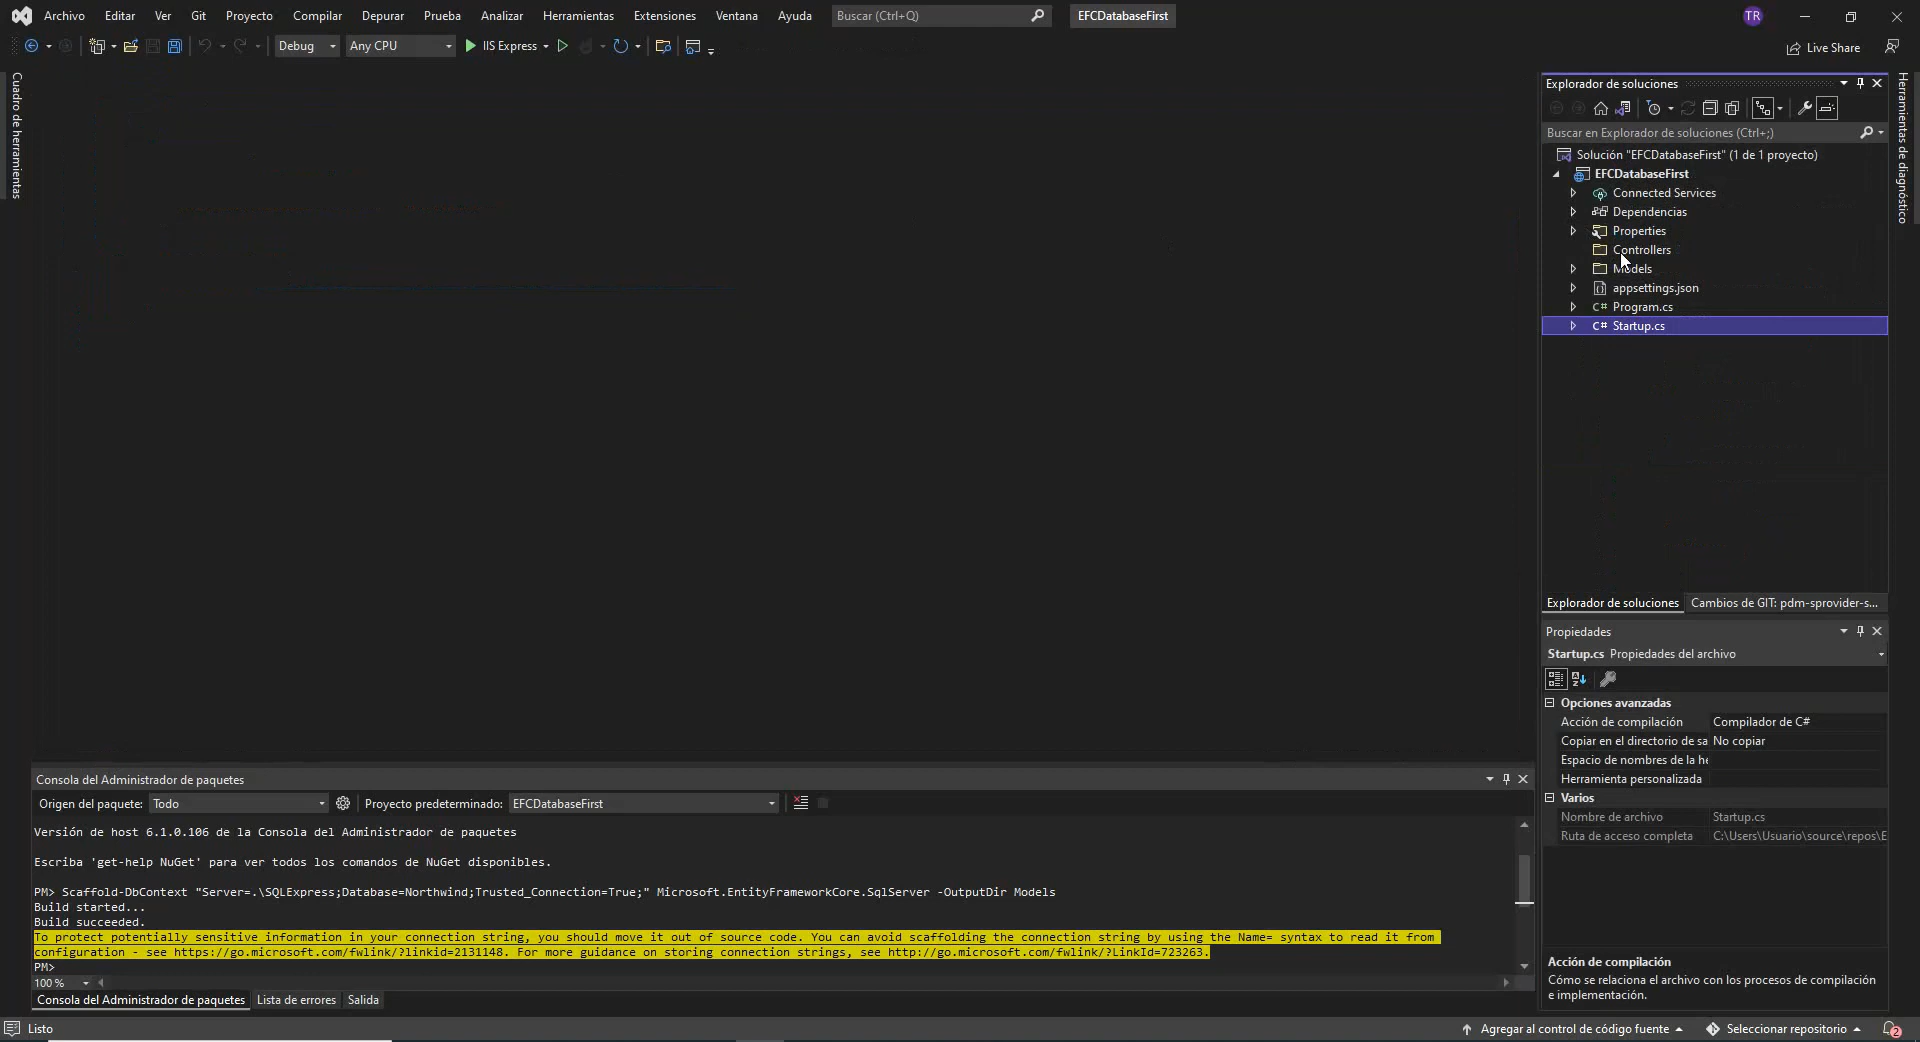 Archivo Editar Ver Git Proyecto Compilar Depurar Prueba Analizar Herramientas Extensiones Ventana Ayuda Buscar (Ctrl+Q) EFCDatabaseFirst TR
Debug Any CPU IIS Express Live Share
Cuadro de herramientas
Explorador de soluciones
Buscar en Explorador de soluciones (Ctrl+;)
Solución "EFCDatabaseFirst" (1 de 1 proyecto)
EFCDatabaseFirst
Connected Services
Dependencias
Properties
Controllers
Models
appsettings.json
C# Program.cs
C# Startup.cs
Herramientas de diagnóstico
Explorador de soluciones Cambios de GIT: pdm-sprovider-s...
Propiedades
Startup.cs Propiedades del archivo
Opciones avanzadas
Acción de compilación Compilador de C#
Copiar en el directorio de sa No copiar
Espacio de nombres de la he
Herramienta personalizada
Varios
Nombre de archivo Startup.cs
Ruta de acceso completa C:\Users\Usuario\source\repos\E
Acción de compilación
Cómo se relaciona el archivo con los procesos de compilación
e implementación.
Consola del Administrador de paquetes
Origen del paquete: Todo Proyecto predeterminado: EFCDatabaseFirst
Versión de host 6.1.0.106 de la Consola del Administrador de paquetes
Escriba 'get-help NuGet' para ver todos los comandos de NuGet disponibles.
PM> Scaffold-DbContext "Server=.\SQLExpress;Database=Northwind;Trusted_Connection=True;" Microsoft.EntityFrameworkCore.SqlServer -OutputDir Models
Build started...
Build succeeded.
To protect potentially sensitive information in your connection string, you should move it out of source code. You can avoid scaffolding the connection string by using the Name= syntax to read it from
configuration - see https://go.microsoft.com/fwlink/?linkid=2131148. For more guidance on storing connection strings, see http://go.microsoft.com/fwlink/?LinkId=723263.
PM>
100 %
Consola del Administrador de paquetes Lista de errores Salida
Listo Agregar al control de código fuente Seleccionar repositorio 2